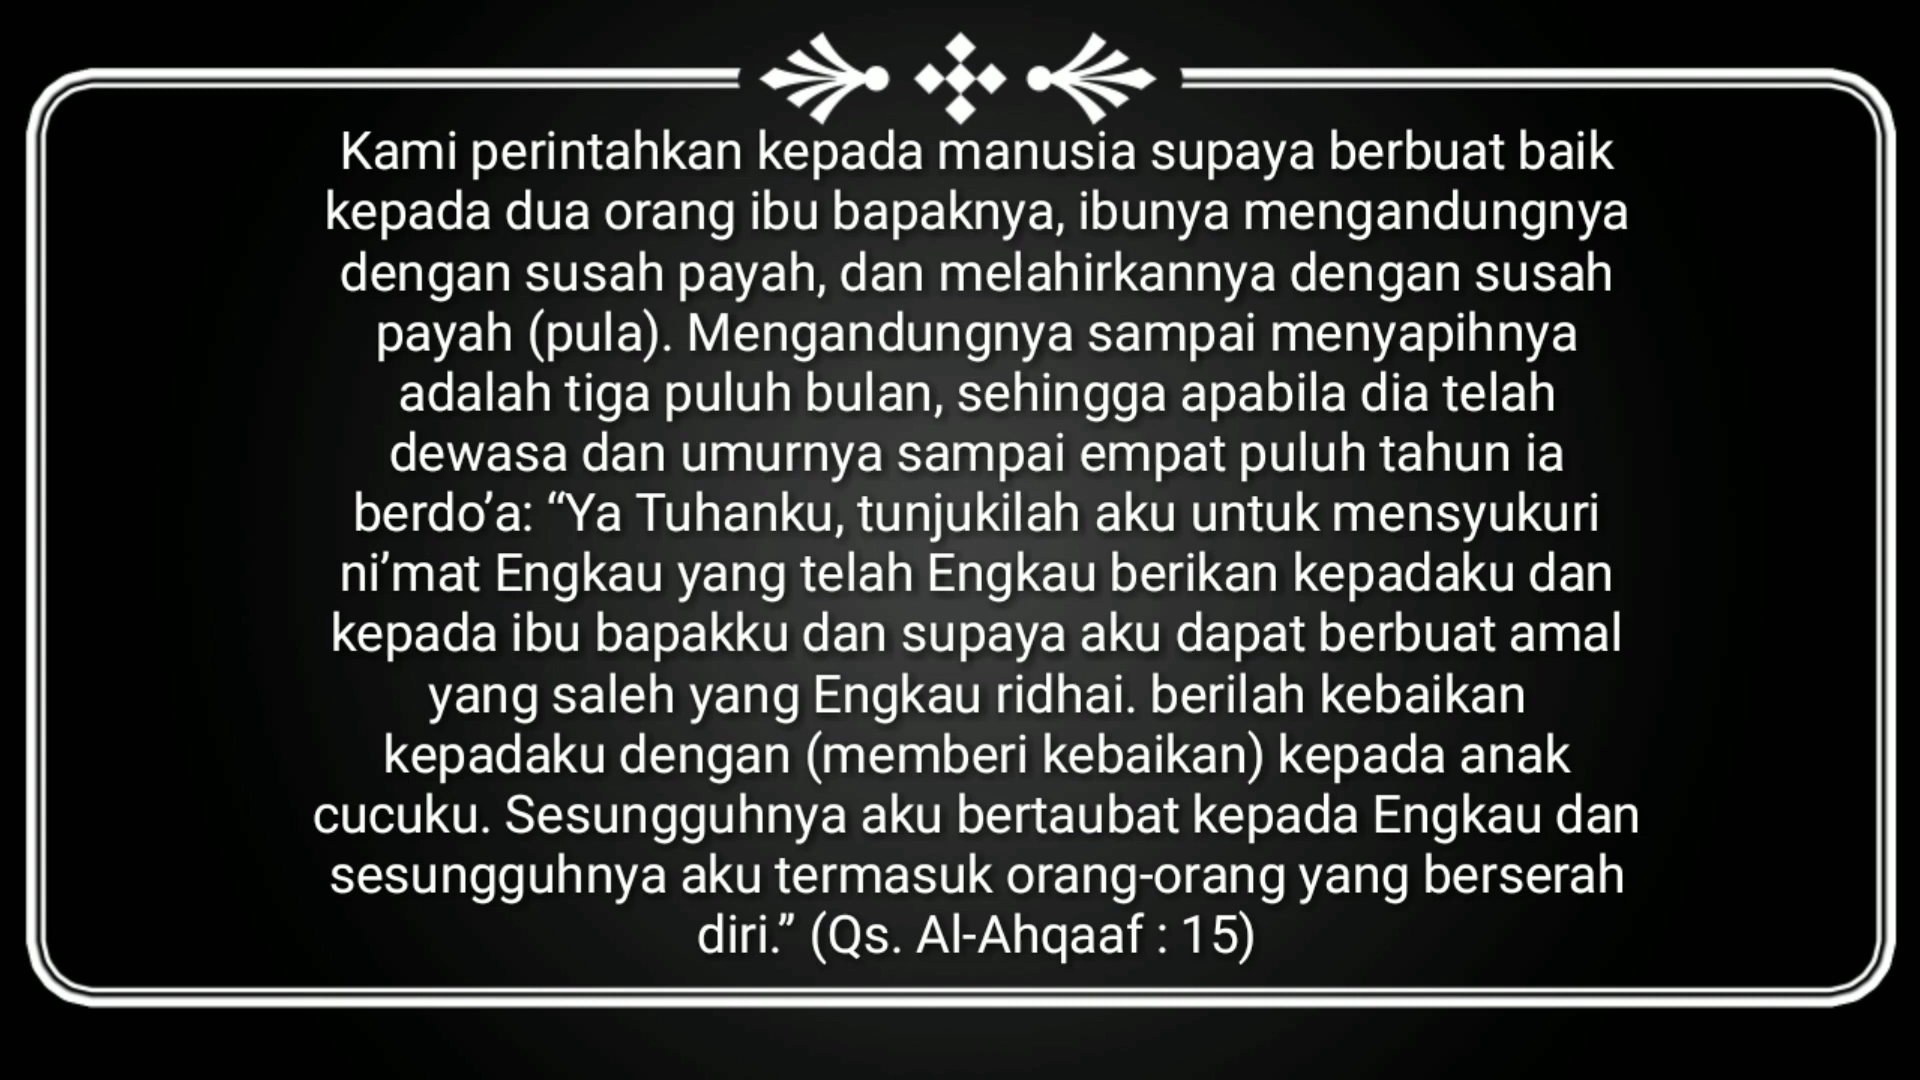 Kami perintahkan kepada manusia supaya berbuat baik
kepada dua orang ibu bapaknya, ibunya mengandungnya
dengan susah payah, dan melahirkannya dengan susah
payah (pula). Mengandungnya sampai menyapihnya
adalah tiga puluh bulan, sehingga apabila dia telah
dewasa dan umurnya sampai empat puluh tahun ia
berdo’a: “Ya Tuhanku, tunjukilah aku untuk mensyukuri
ni’mat Engkau yang telah Engkau berikan kepadaku dan
kepada ibu bapakku dan supaya aku dapat berbuat amal
yang saleh yang Engkau ridhai. berilah kebaikan
kepadaku dengan (memberi kebaikan) kepada anak
cucuku. Sesungguhnya aku bertaubat kepada Engkau dan
sesungguhnya aku termasuk orang-orang yang berserah
diri.” (Qs. Al-Ahqaaf : 15)